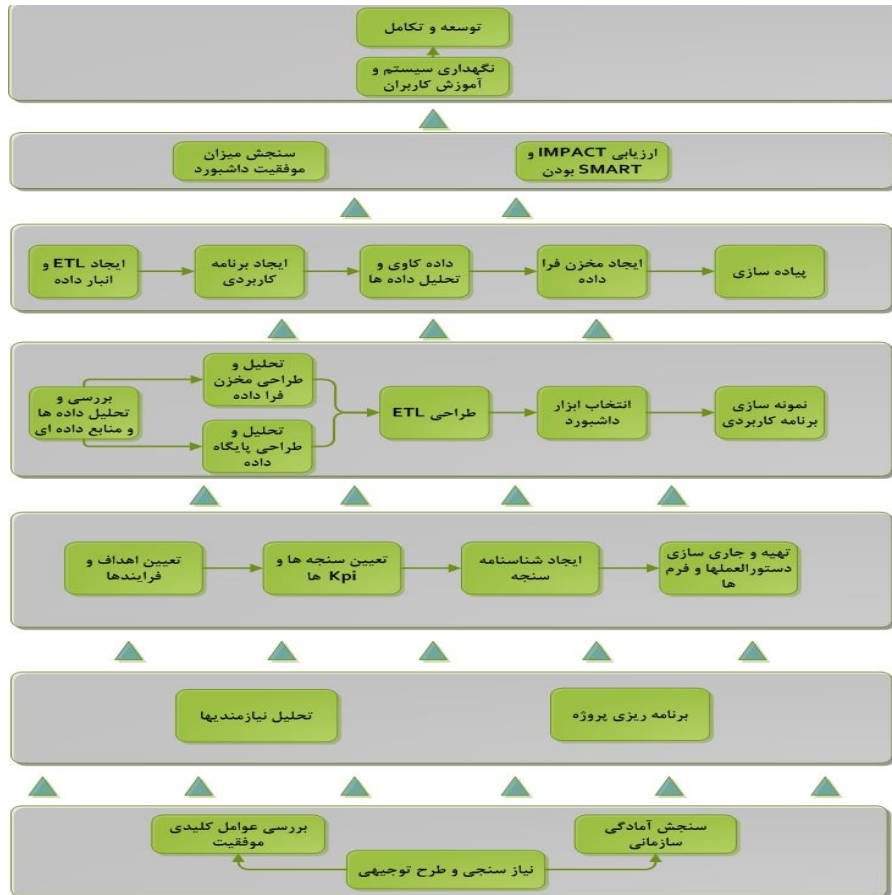 توسعه و تکامل
نگهداری سیستم و
آموزش کاربران
سنجش میزان
موفقیت داشبورد
ارزیابی IMPACT و
SMART بودن
ایجاد ETL و
انبار داده
ایجاد برنامه
کاربردی
داده کاوی و
تحلیل داده ها
ایجاد مخزن فرا
داده
پیاده سازی
بررسی و
تحلیل داده ها
و منابع داده ای
تحلیل و
طراحی مخزن
فرا داده
تحلیل و
طراحی پایگاه
داده
طراحی ETL
انتخاب ابزار
داشبورد
نمونه سازی
برنامه کاربردی
تعیین اهداف و
فرایندها
تعیین سنجه ها و
Kpi ها
ایجاد شناسنامه
سنجه
تهیه و جاری سازی
دستورالعملها و فرم
ها
تحلیل نیازمندیها
برنامه ریزی پروژه
بررسی عوامل کلیدی
موفقیت
سنجش آمادگی
سازمانی
نیاز سنجی و طرح توجیهی